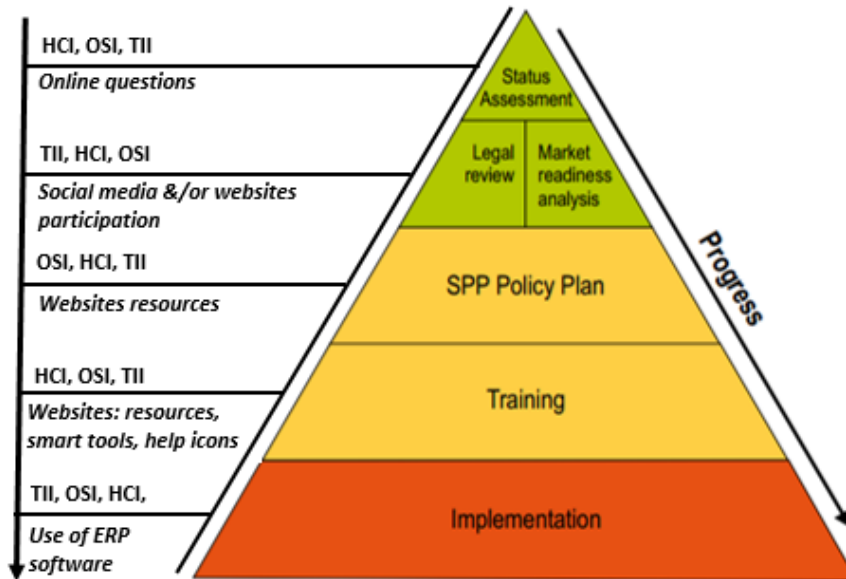 HCI, OSI, TII
Online questions
TII, HCI, OSI
Social media &/or websites
participation
OSI, HCI, TII
Websites resources
HCI, OSI, TII
Websites: resources,
smart tools, help icons
TII, OSI, HCI,
Use of ERP
software
Status
Assessment
Legal
review
Market
readiness
analysis
SPP Policy Plan
Training
Implementation
Progress